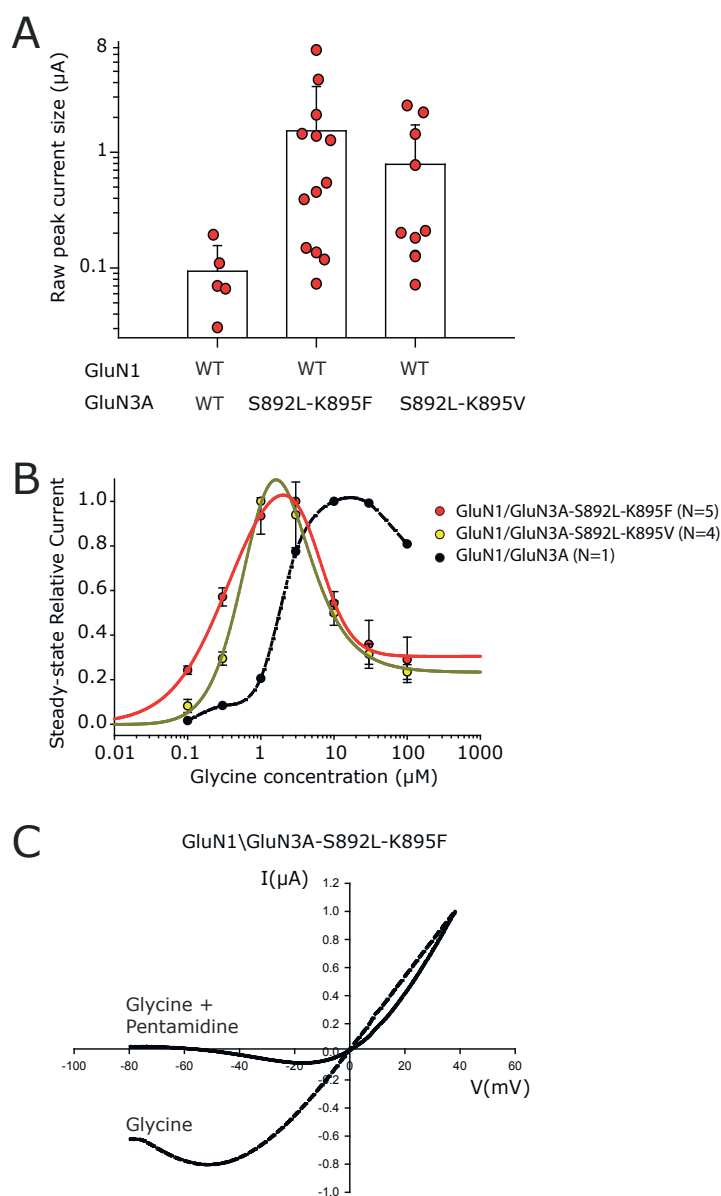 A
Raw peak current size (µA)
8
1
0.1
GluN1 WT WT WT
GluN3A WT S892L-K895F S892L-K895V
B
Steady-state Relative Current
1.0
0.8
0.6
0.4
0.2
0.0
GluN1/GluN3A-S892L-K895F (N=5)
GluN1/GluN3A-S892L-K895V (N=4)
GluN1/GluN3A (N=1)
0.01 0.1 1 10 100 1000
Glycine concentration (µM)
C
GluN1\GluN3A-S892L-K895F
I(µA)
1.2
1.0
0.8
0.6
0.4
0.2
0.0
Glycine +
Pentamidine
-100 -80 -60 -40 -20 0 20 40 60
V(mV)
-0.2
-0.4
-0.6
-0.8
-1.0
Glycine